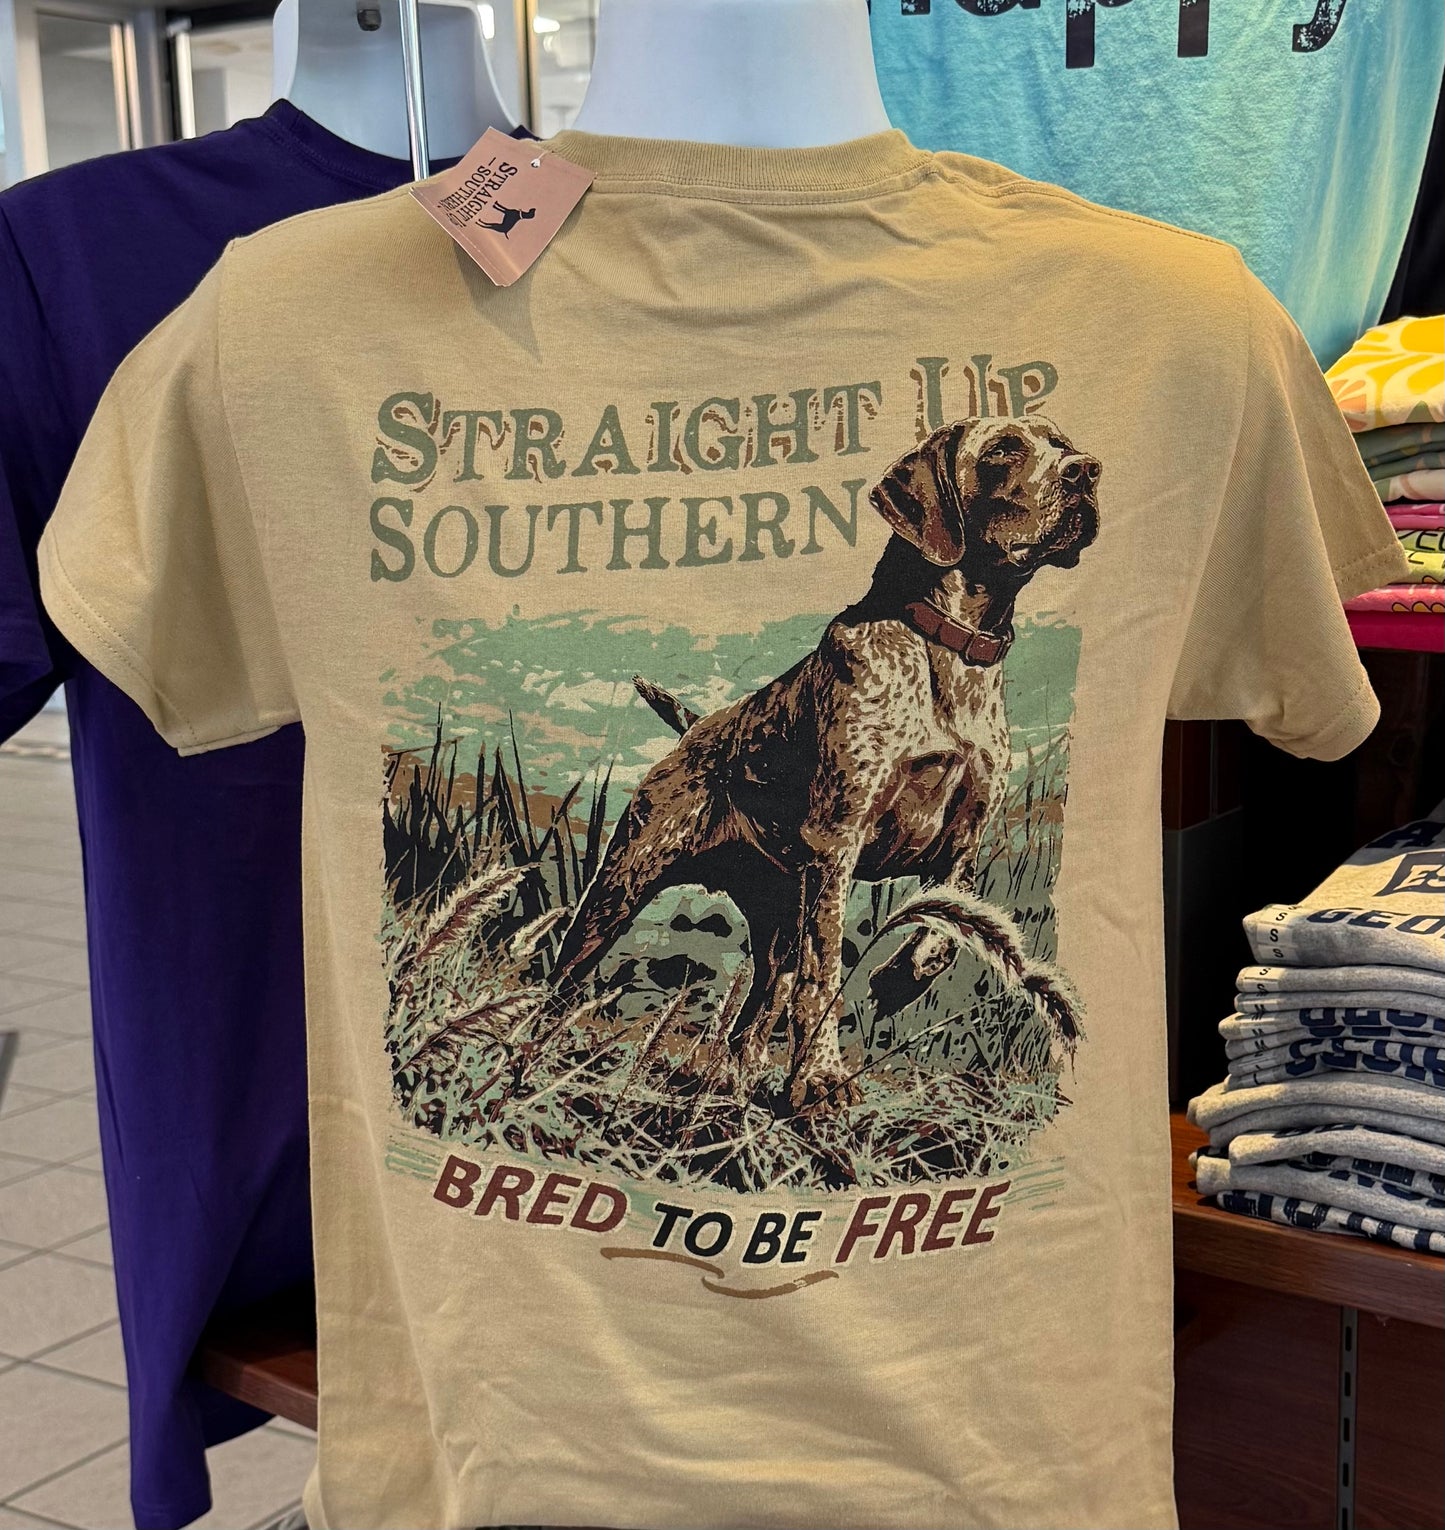 STRAIGHT UP
— SOUTHERN —
STRAIGHT UP
SOUTHERN
BRED TO BE FREE